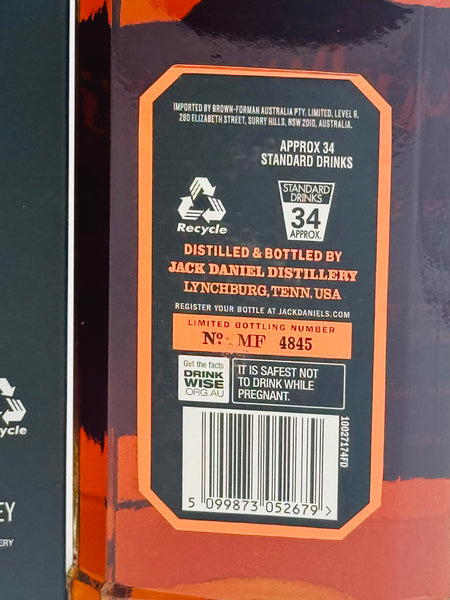 IMPORTED BY BROWN-FORMAN AUSTRALIA PTY. LIMITED, LEVEL 6,
280 ELIZABETH STREET, SURRY HILLS, NSW 2010, AUSTRALIA.
APPROX 34
STANDARD DRINKS
Recycle
STANDARD
DRINKS
34
APPROX.
DISTILLED & BOTTLED BY
JACK DANIEL DISTILLERY
LYNCHBURG, TENN. USA
REGISTER YOUR BOTTLE AT JACKDANIELS.COM
LIMITED BOTTLING NUMBER
No. MF 4845
Get the facts
DRINK
WISE
ORG.AU
IT IS SAFEST NOT
TO DRINK WHILE
PREGNANT.
10027174FD
5 099873 052679 >
ycle
EY
ERY